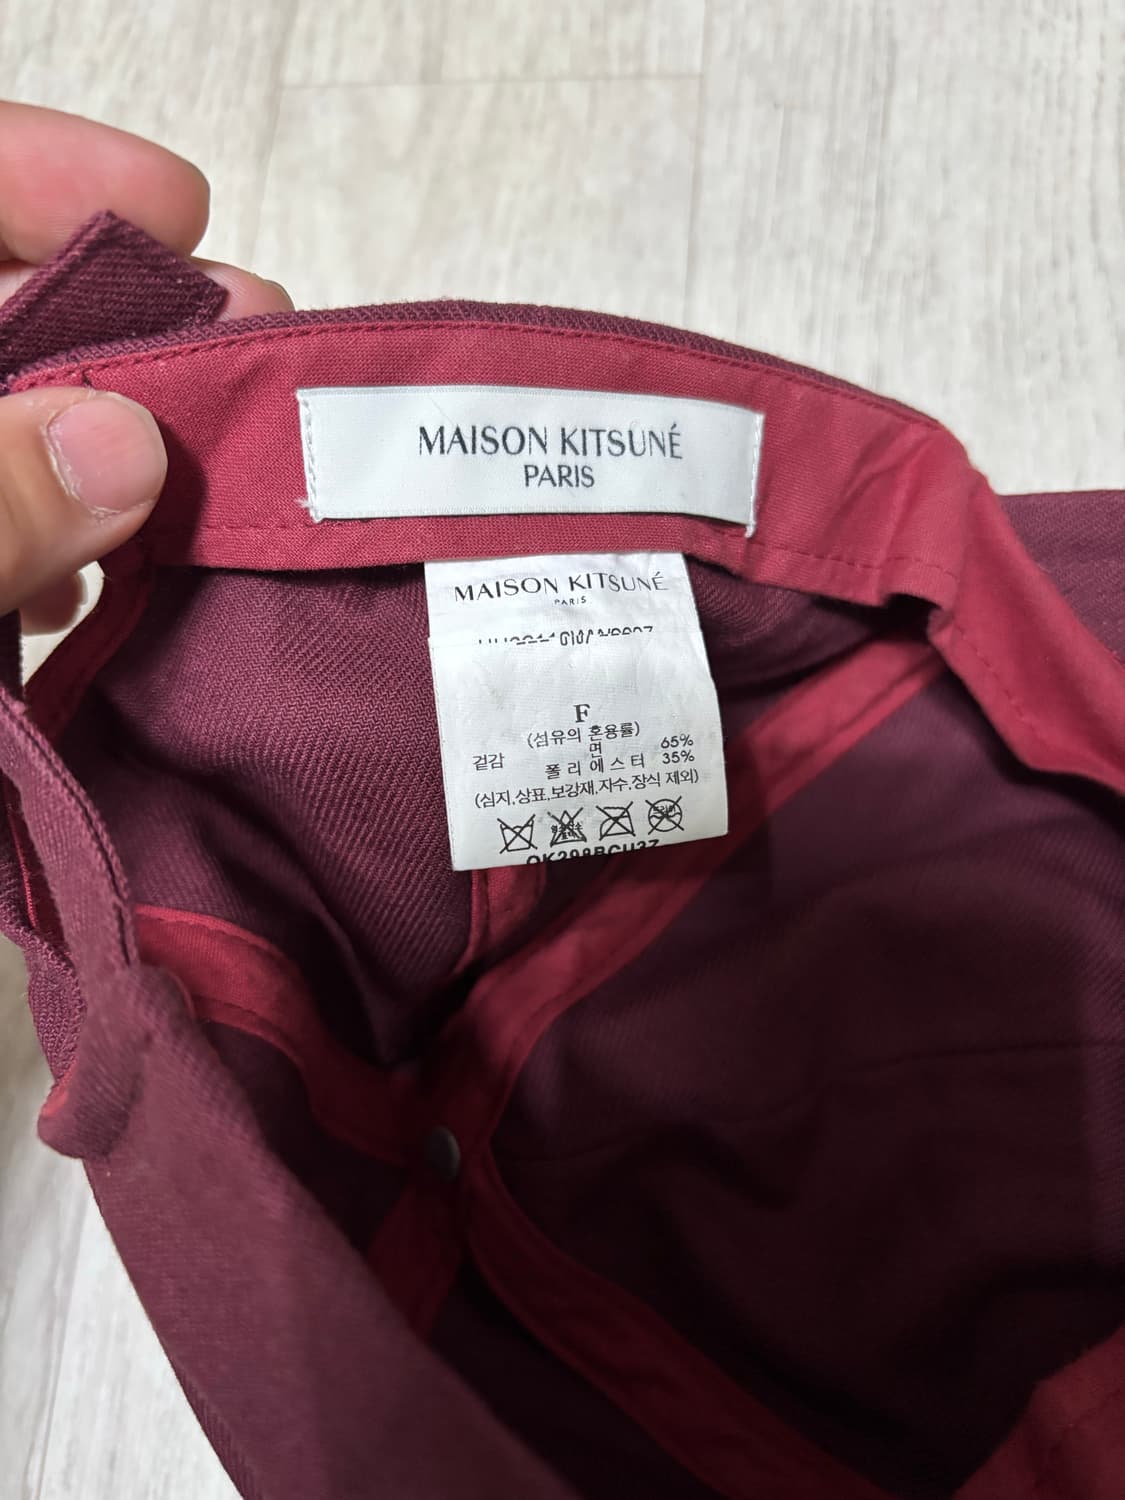 MAISON KITSUNÉ
PARIS
MAISON KITSUNÉ
PARIS
F
(섬유의 혼용률)
겉감 면 65%
폴리에스터 35%
(심지,상표,보강재,자수,장식 제외)